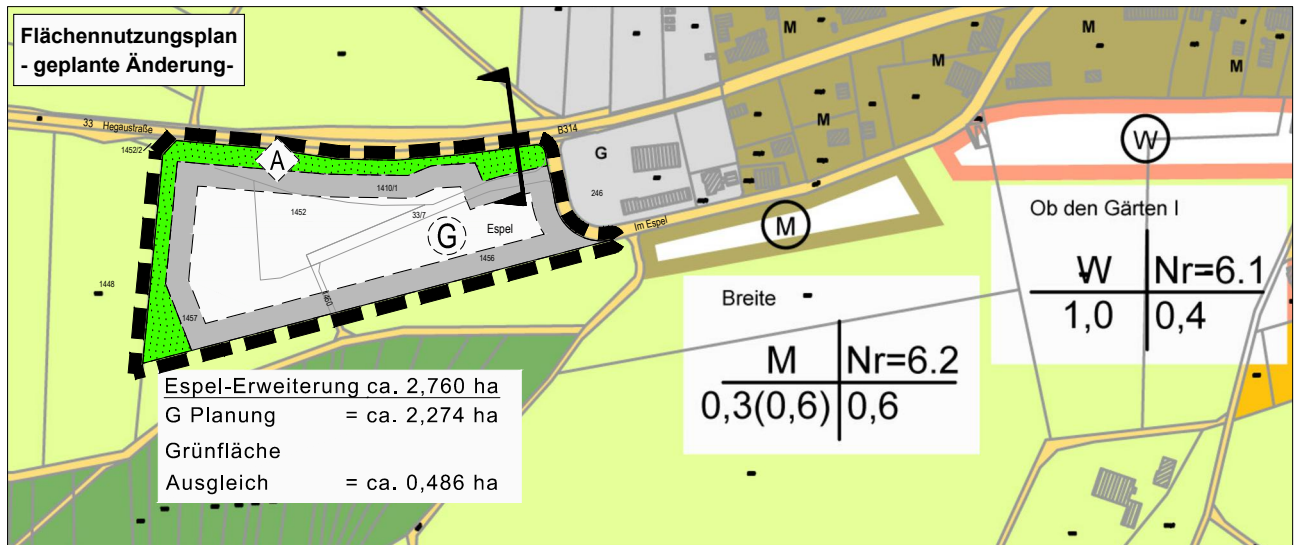 Flächennutzungsplan
- geplante Änderung-
M
M
M
M
M
33 Hegaustraße
B314
1452/2
A
G
W
1410/1
1452
33/7
246
Ob den Gärten I
G
Espel
Im Espel
M
1456
W Nr=6.1
1448
1460
Breite
1,0 0,4
1457
M Nr=6.2
Espel-Erweiterung ca. 2,760 ha
0,3(0,6) 0,6
G Planung = ca. 2,274 ha
Grünfläche
Ausgleich = ca. 0,486 ha